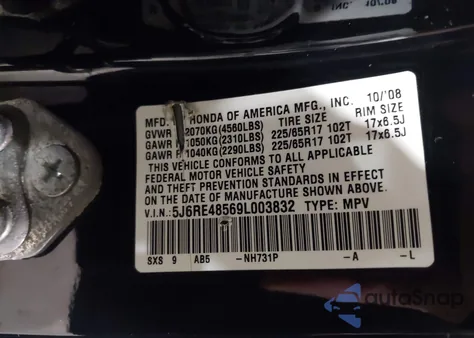 INC. 10/08
MFD. BY HONDA OF AMERICA MFG., INC. 10/'08
GVWR 2070KG(4560LBS) TIRE SIZE RIM SIZE
GAWR F 1050KG(2310LBS) 225/65R17 102T 17x6.5J
GAWR R 1040KG(2290LBS) 225/65R17 102T 17x6.5J
THIS VEHICLE CONFORMS TO ALL APPLICABLE
FEDERAL MOTOR VEHICLE SAFETY
AND THEFT PREVENTION STANDARDS IN EFFECT
ON THE DATE OF MANUFACTURE SHOWN ABOVE.
V.I.N.: 5J6RE48569L003832 TYPE: MPV
SXS 9 AB5 -NH731P -A -L
autoSnap